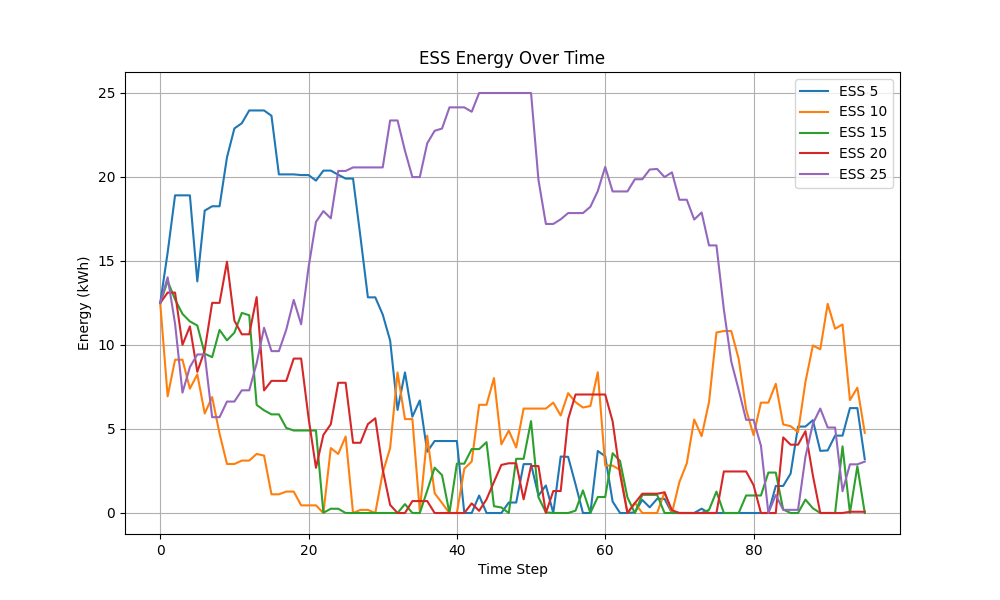 ESS Energy Over Time
ESS 5
ESS 10
ESS 15
ESS 20
ESS 25
Energy (kWh)
25
20
15
10
5
0
0 20 40 60 80
Time Step